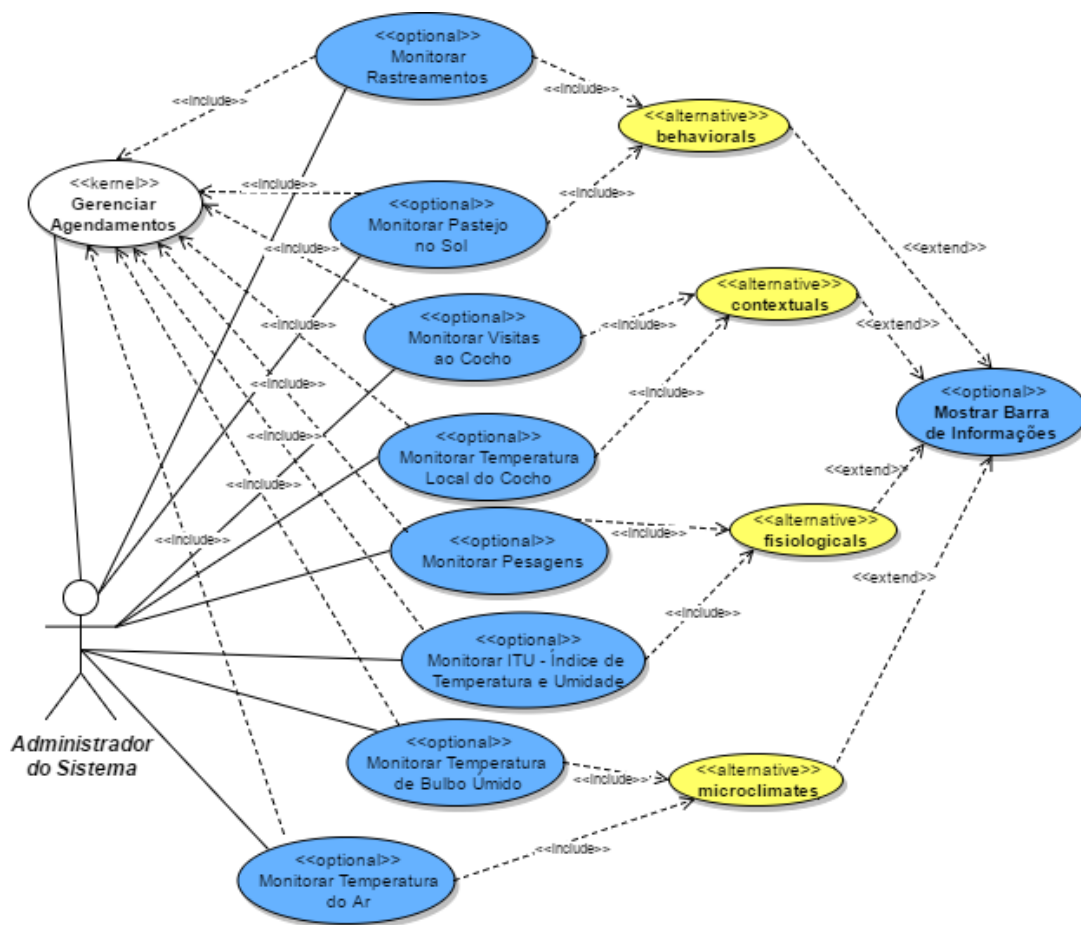 <<optional>>
Monitorar
Rastreamentos
<<Include>>
<<Include>>
<<alternative>>
behaviorals
<<kernel>>
Gerenciar
Agendamentos
<<Include>>
<<Include>>
<<optional>>
Monitorar Pastejo
no Sol
<<Include>>
<<extend>>
<<alternative>>
contextuals
<<optional>>
Monitorar Visitas
ao Cocho
<<Include>>
<<Include>>
<<extend>>
<<Include>>
<<optional>>
Mostrar Barra
de Informações
<<Include>>
<<optional>>
Monitorar Temperatura
Local do Cocho
<<Include>>
<<extend>>
<<Include>>
<<optional>>
Monitorar Pesagens
<<Include>>
<<alternative>>
fisiologicals
<<extend>>
<<Include>>
<<optional>>
Monitorar ITU - Índice de
Temperatura e Umidade
Administrador
do Sistema
<<optional>>
Monitorar Temperatura
de Bulbo Úmido
<<Include>>
<<alternative>>
microclimates
<<Include>>
<<optional>>
Monitorar Temperatura
do Ar